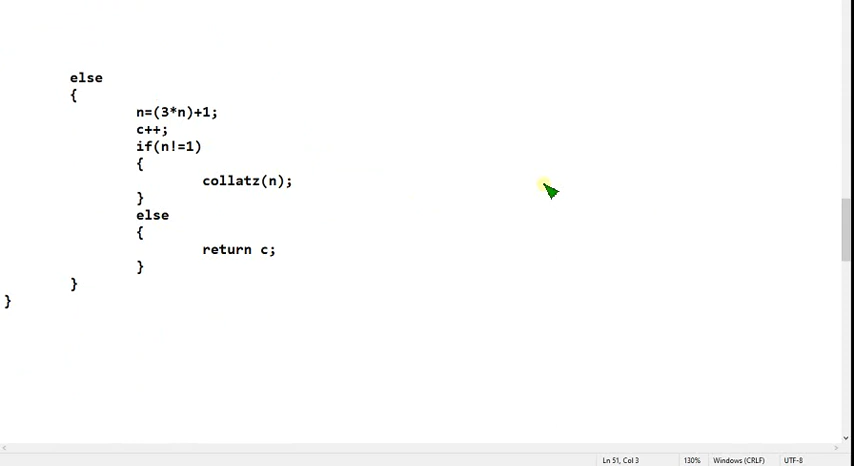 else
{
n=(3*n)+1;
c++;
if(n!=1)
{
collatz(n);
}
else
{
return c;
}
}
}
Ln 51, Col 3 130% Windows (CRLF) UTF-8